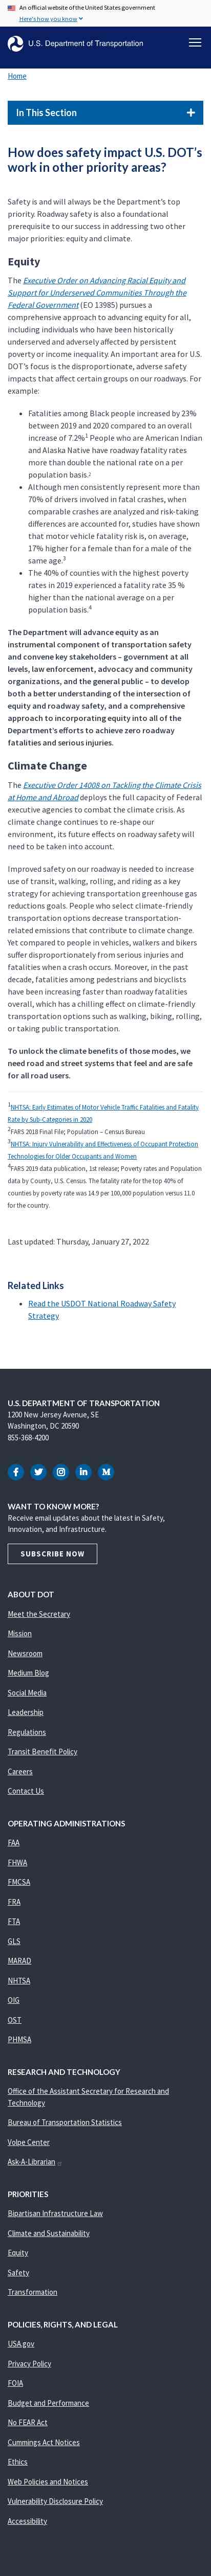 An official website of the United States government
Here's how you know
U.S. Department of Transportation
Home
In This Section
How does safety impact U.S. DOT’s
work in other priority areas?
Safety is and will always be the Department’s top
priority. Roadway safety is also a foundational
requirement of our success in addressing two other
major priorities: equity and climate.
Equity
The Executive Order on Advancing Racial Equity and
Support for Underserved Communities Through the
Federal Government (EO 13985) pursues a
comprehensive approach to advancing equity for all,
including individuals who have been historically
underserved and adversely affected by persistent
poverty or income inequality. An important area of U.S.
DOT’s focus is the disproportionate, adverse safety
impacts that affect certain groups on our roadways. For
example:
Fatalities among Black people increased by 23%
between 2019 and 2020 compared to an overall
increase of 7.2%1 People who are American Indian
and Alaska Native have roadway fatality rates
more than double the national rate on a per
population basis.2
Although men consistently represent more than
70% of drivers involved in fatal crashes, when
comparable crashes are analyzed and risk-taking
differences are accounted for, studies have shown
that motor vehicle fatality risk is, on average,
17% higher for a female than for a male of the
same age.3
The 40% of counties with the highest poverty
rate in 2019 experienced a fatality rate 35 %
higher than the national average on a per
population basis.4
The Department will advance equity as an
instrumental component of transportation safety
and convene key stakeholders – government at all
levels, law enforcement, advocacy and community
organizations, and the general public – to develop
both a better understanding of the intersection of
equity and roadway safety, and a comprehensive
approach to incorporating equity into all of the
Department’s efforts to achieve zero roadway
fatalities and serious injuries.
Climate Change
The Executive Order 14008 on Tackling the Climate Crisis
at Home and Abroad deploys the full capacity of Federal
executive agencies to combat the climate crisis. As
climate change continues to re-shape our
environment, its future effects on roadway safety will
need to be taken into account.
Improved safety on our roadways is needed to increase
use of transit, walking, rolling, and riding as a key
strategy for achieving long term greenhouse gas
reductions goals. For example, more people choosing
to use these modes can decrease transportation-
related emissions that contribute to climate change.
Yet compared to people in vehicles, walkers and bikers
suffer disproportionately from serious injuries and
fatalities when a crash occurs. Pedestrians and
bicyclists deaths have increased faster than roadway
fatalities overall, which has a chilling effect on climate-friendly
transportation options such as walking, biking, rolling, or
using public transportation.
To unlock the climate benefits of those modes, we
need road and street systems that feel and are safe
for all road users.
1NHTSA: Early Estimates of Motor Vehicle Traffic Fatalities and Fatality
Rate by Sub-Categories in 2020
2FARS 2018 Final File; Population – Census Bureau
3NHTSA: Injury Vulnerability and Effectiveness of Occupant Protection
Technologies for Older Occupants and Women
4FARS 2019 data publication, 1st release; Poverty rates and Population
data by County, U.S. Census. The fatality rate for the top 40% of
counties by poverty rate was 14.9 per 100,000 population versus 11.0
for the country.
Last updated: Thursday, January 27, 2022
Related Links
Read the USDOT National Roadway Safety
Strategy
U.S. DEPARTMENT OF TRANSPORTATION
1200 New Jersey Avenue, SE
Washington, DC 20590
855-368-4200
WANT TO KNOW MORE?
Receive email updates about the latest in Safety,
Innovation, and Infrastructure.
SUBSCRIBE NOW
ABOUT DOT
Meet the Secretary
Mission
Newsroom
Medium Blog
Social Media
Leadership
Regulations
Transit Benefit Policy
Careers
Contact Us
OPERATING ADMINISTRATIONS
FAA
FHWA
FMCSA
FRA
FTA
GLS
MARAD
NHTSA
OIG
OST
PHMSA
RESEARCH AND TECHNOLOGY
Office of the Assistant Secretary for Research and
Technology
Bureau of Transportation Statistics
Volpe Center
Ask-A-Librarian
PRIORITIES
Bipartisan Infrastructure Law
Climate and Sustainability
Equity
Safety
Transformation
POLICIES, RIGHTS, AND LEGAL
USA.gov
Privacy Policy
FOIA
Budget and Performance
No FEAR Act
Cummings Act Notices
Ethics
Web Policies and Notices
Vulnerability Disclosure Policy
Accessibility